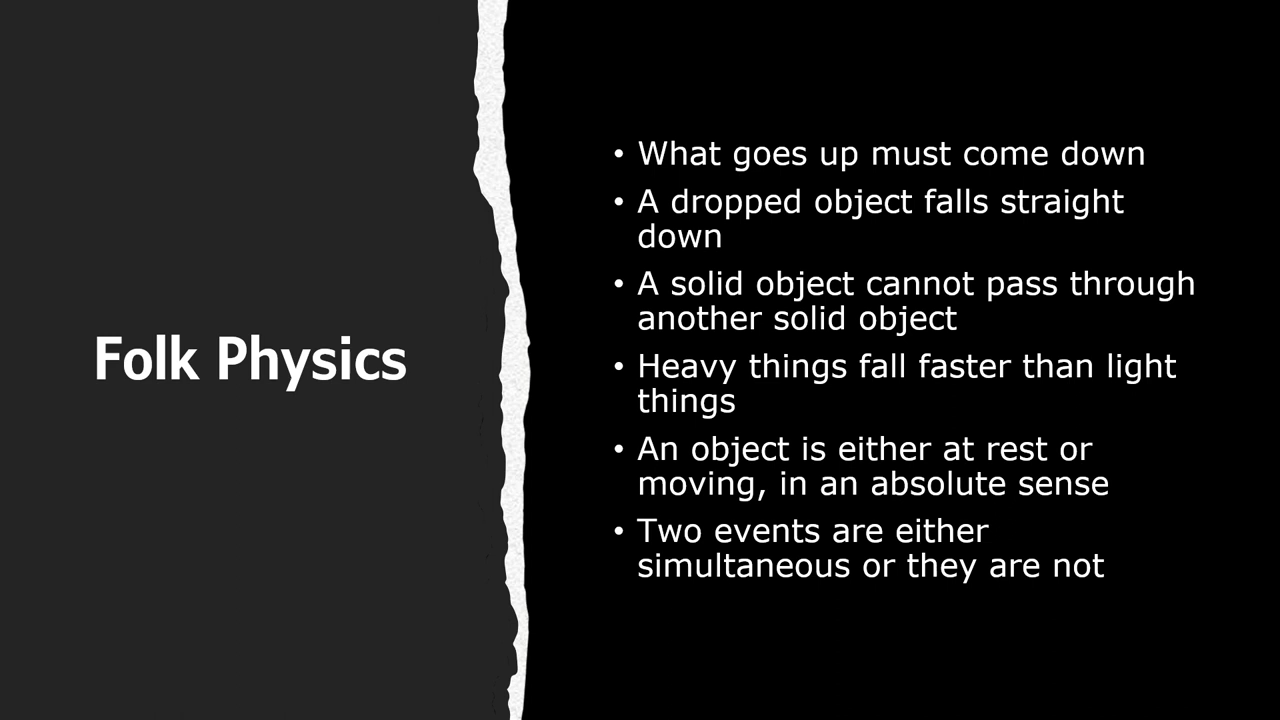 Folk Physics
• What goes up must come down
• A dropped object falls straight
down
• A solid object cannot pass through
another solid object
• Heavy things fall faster than light
things
• An object is either at rest or
moving, in an absolute sense
• Two events are either
simultaneous or they are not